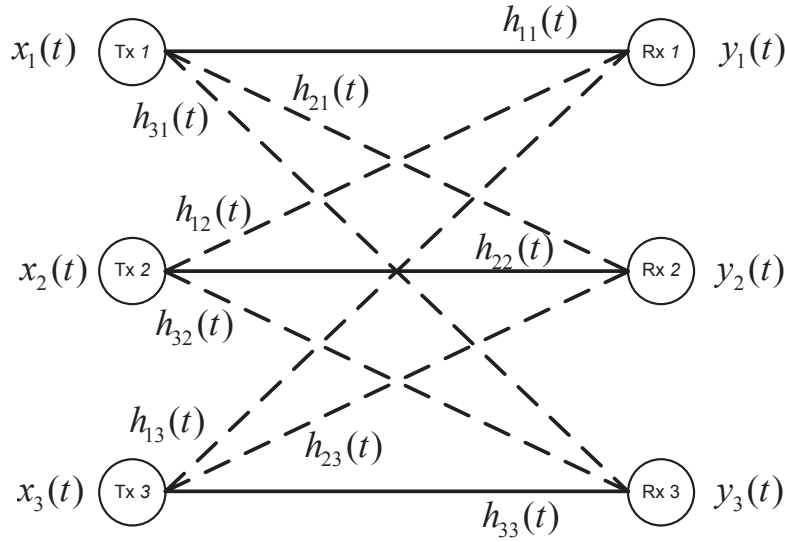 h₁₁(t)
x₁(t) Tx 1 Rx 1 y₁(t)
h₂₁(t)
h₃₁(t)
h₁₂(t)
x₂(t) Tx 2 h₂₂(t) Rx 2 y₂(t)
h₃₂(t)
h₁₃(t)
h₂₃(t)
x₃(t) Tx 3 Rx 3 y₃(t)
h₃₃(t)